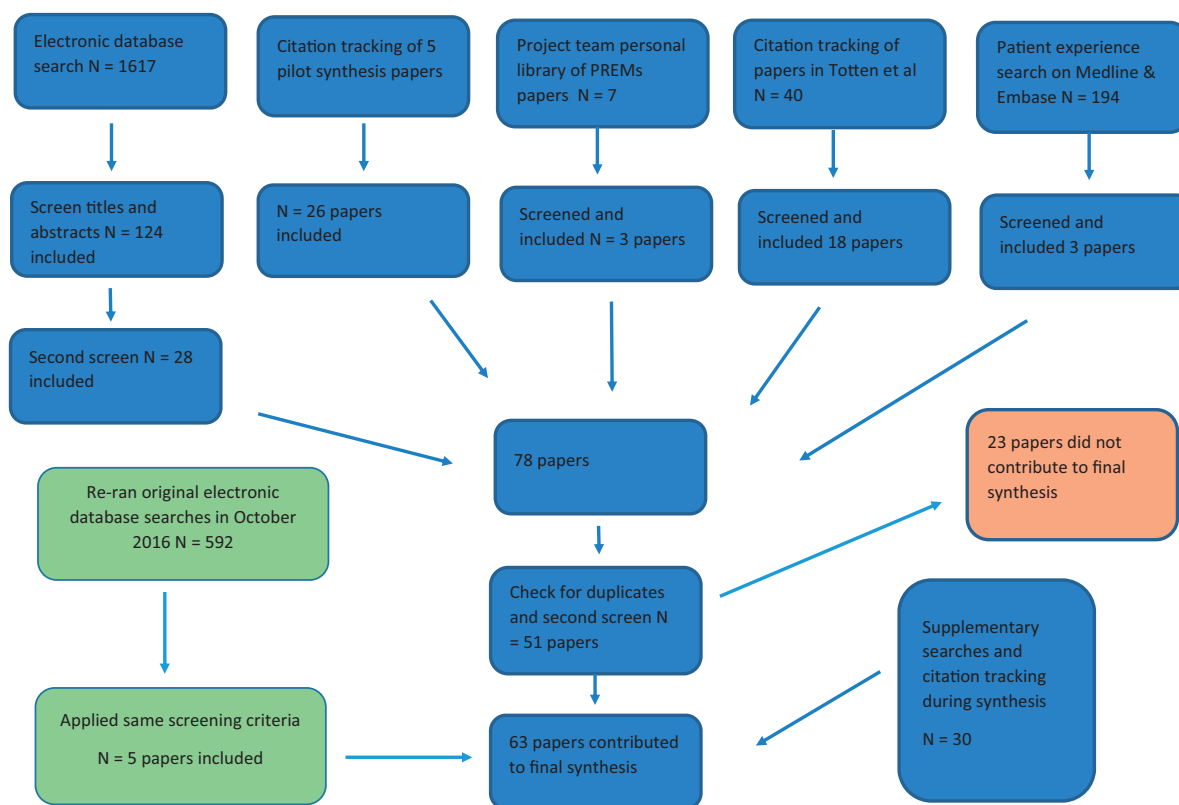 Electronic database
search N = 1617
Citation tracking of 5
pilot synthesis papers
Project team personal
library of PREMs
papers N = 7
Citation tracking of
papers in Totten et al
N = 40
Patient experience
search on Medline &
Embase N = 194
Screen titles and
abstracts N = 124
included
N = 26 papers
included
Screened and
included N = 3 papers
Screened and
included 18 papers
Screened and
included 3 papers
Second screen N = 28
included
78 papers
23 papers did not
contribute to final
synthesis
Re-ran original electronic
database searches in October
2016 N = 592
Check for duplicates
and second screen N
= 51 papers
Supplementary
searches and
citation tracking
during synthesis
N = 30
Applied same screening criteria
N = 5 papers included
63 papers contributed
to final synthesis